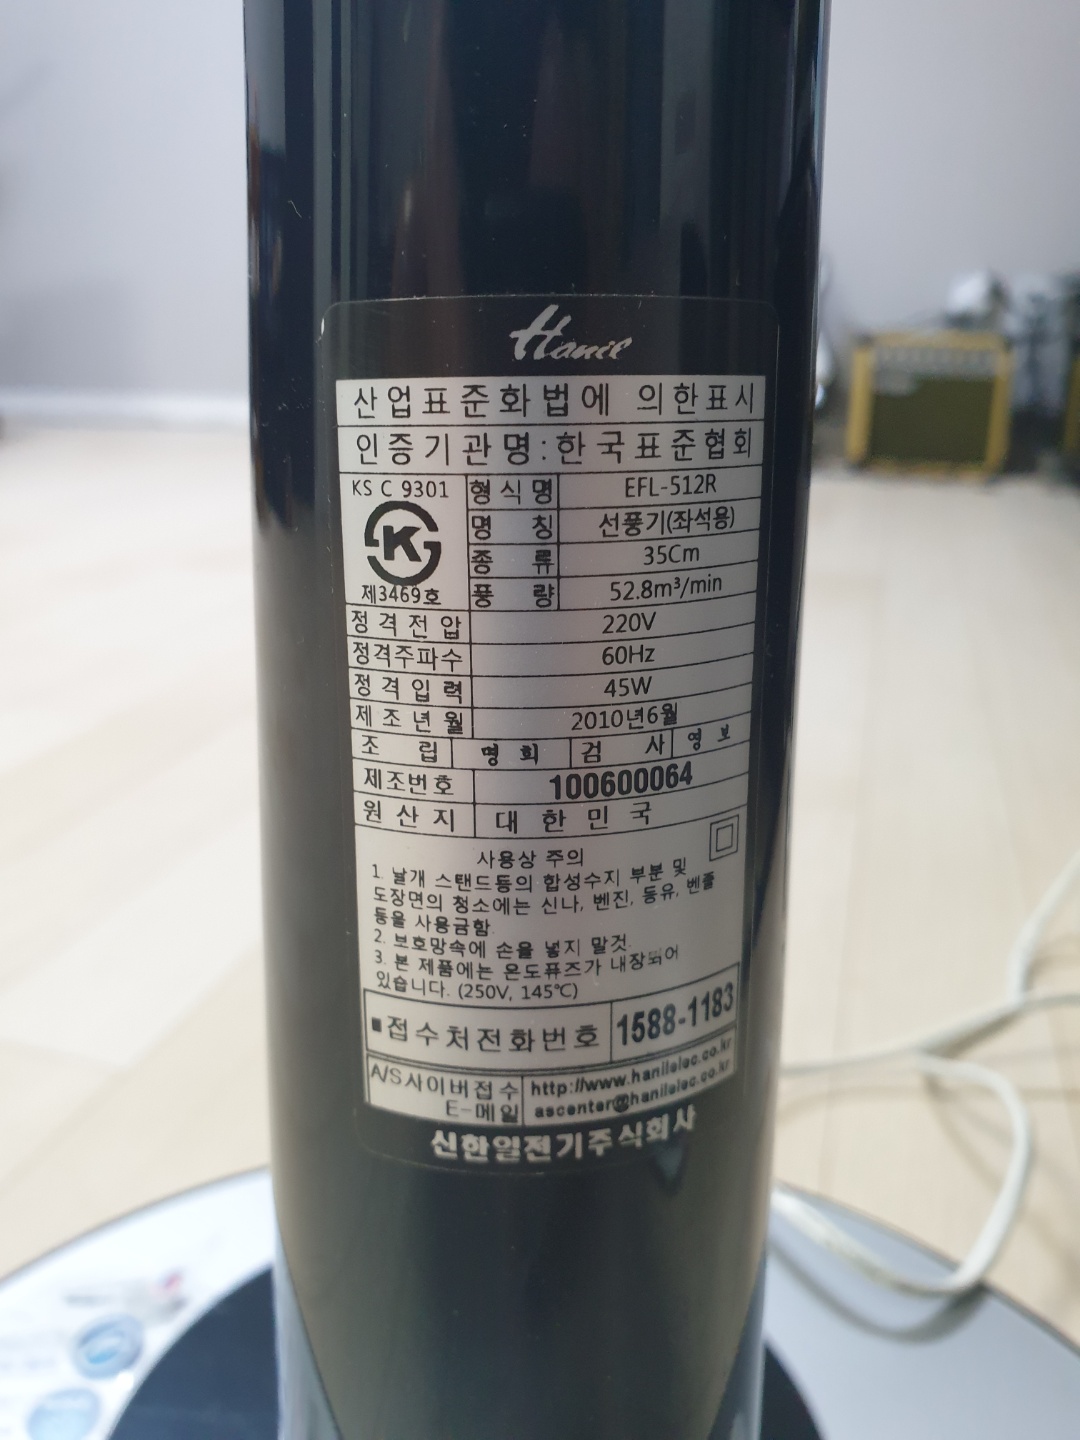 Hanil
산업표준화법에 의한표시
인증기관명:한국표준협회
KS C 9301
K
제3469호
형식명 EFL-512R
명칭 선풍기(좌석용)
종류 35Cm
풍량 52.8m³/min
정격전압 220V
정격주파수 60Hz
정격입력 45W
제조년월 2010년6월
조립 명희 검사 영보
제조번호 100600064
원산지 대한민국
사용상 주의
1. 날개 스탠드등의 합성수지 부분 및
도장면의 청소에는 신나, 벤진, 등유, 벤졸
등을 사용금함.
2. 보호망속에 손을 넣지 말것.
3. 본 제품에는 온도퓨즈가 내장되어
있습니다. (250V, 145℃)
■접수처전화번호 1588-1183
A/S사이버접수 http://www.hanilelec.co.kr
E-메일 ascenter@hanilelec.co.kr
신한일전기주식회사